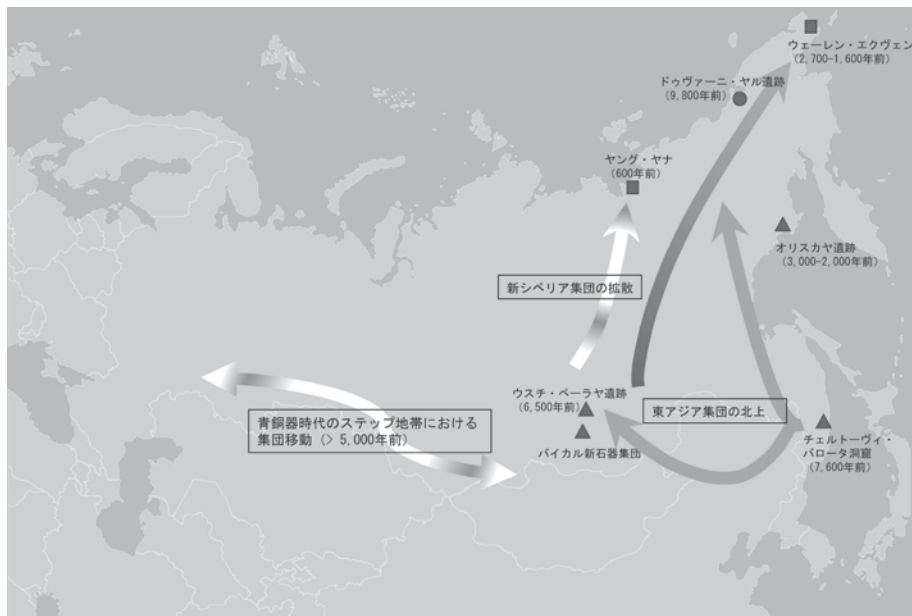 ウェーレン・エクヴェン
(2,700-1,600年前)
ドゥヴァーニ・ヤル遺跡
(9,800年前)
ヤング・ヤナ
(600年前)
オリスカヤ遺跡
(3,000-2,000年前)
新シベリア集団の拡散
ウスチ・ベーラヤ遺跡
(6,500年前)
東アジア集団の北上
青銅器時代のステップ地帯における
集団移動 (> 5,000年前)
バイカル新石器集団
チェルトーヴィ・
バロータ洞窟
(7,600年前)